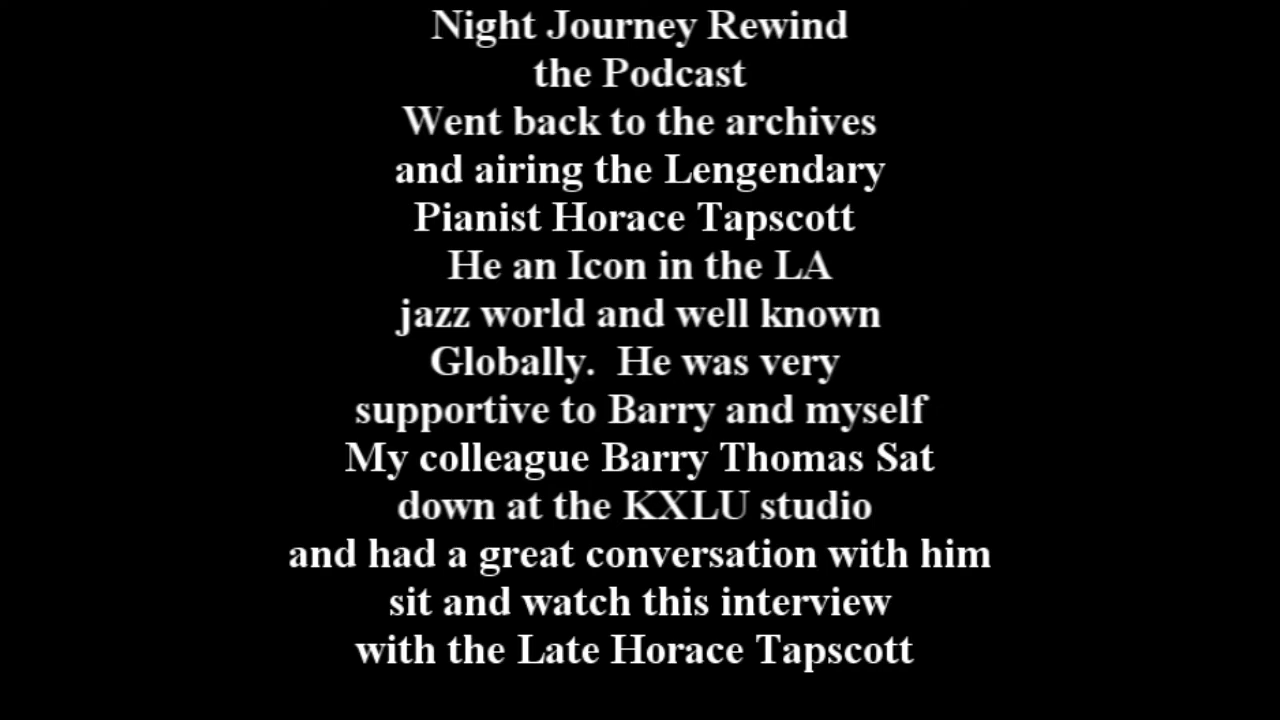 Night Journey Rewind
the Podcast
Went back to the archives
and airing the Lengendary
Pianist Horace Tapscott
He an Icon in the LA
jazz world and well known
Globally.  He was very
supportive to Barry and myself
My colleague Barry Thomas Sat
down at the KXLU studio
and had a great conversation with him
sit and watch this interview
with the Late Horace Tapscott